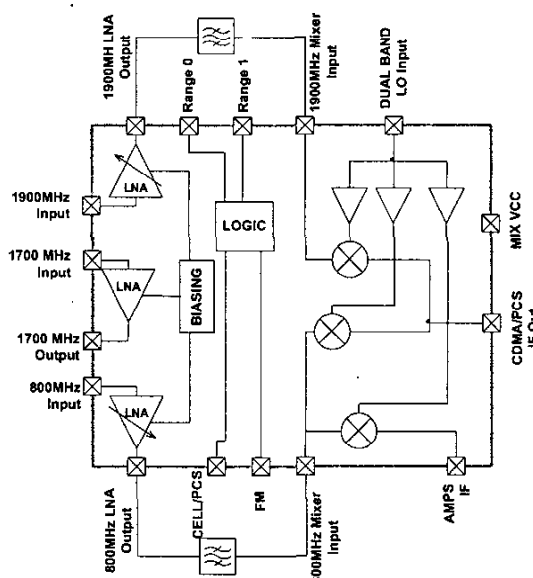 1900MH LNA
Output
Range 0
Range 1
1900MHz Mixer
Input
DUAL BAND
LO Input
1900MHz
Input
1700 MHz
Input
1700 MHz
Output
800MHz
Input
LNA
LNA
LNA
BIASING
LOGIC
MIX VCC
CDMA/PCS
IF
800MHz LNA
Output
CELL/PCS
FM
Mixer
Input
AMPS
IF